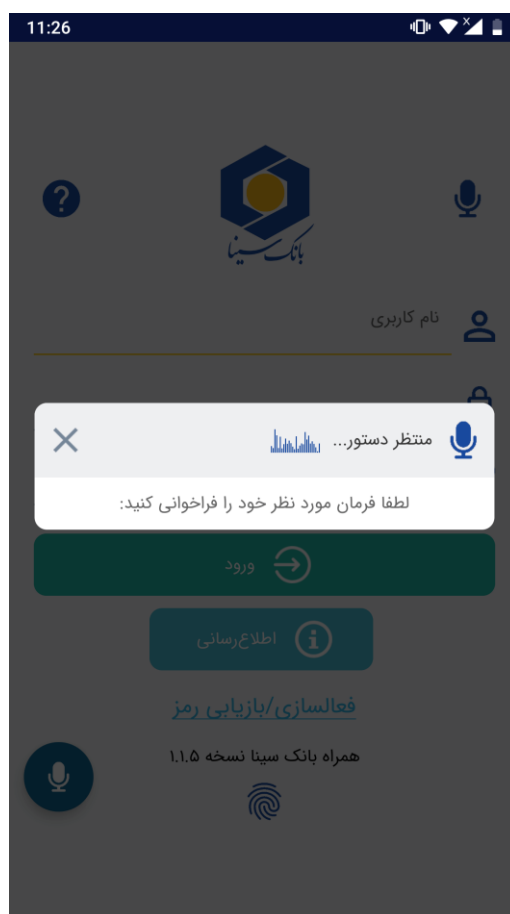 11:26
بانک سینا
نام کاربری
منتظر دستور...
لطفا فرمان مورد نظر خود را فراخوانی کنید:
ورود
اطلاع‌رسانی
فعالسازی/بازیابی رمز
همراه بانک سینا نسخه ۱.۱.۵